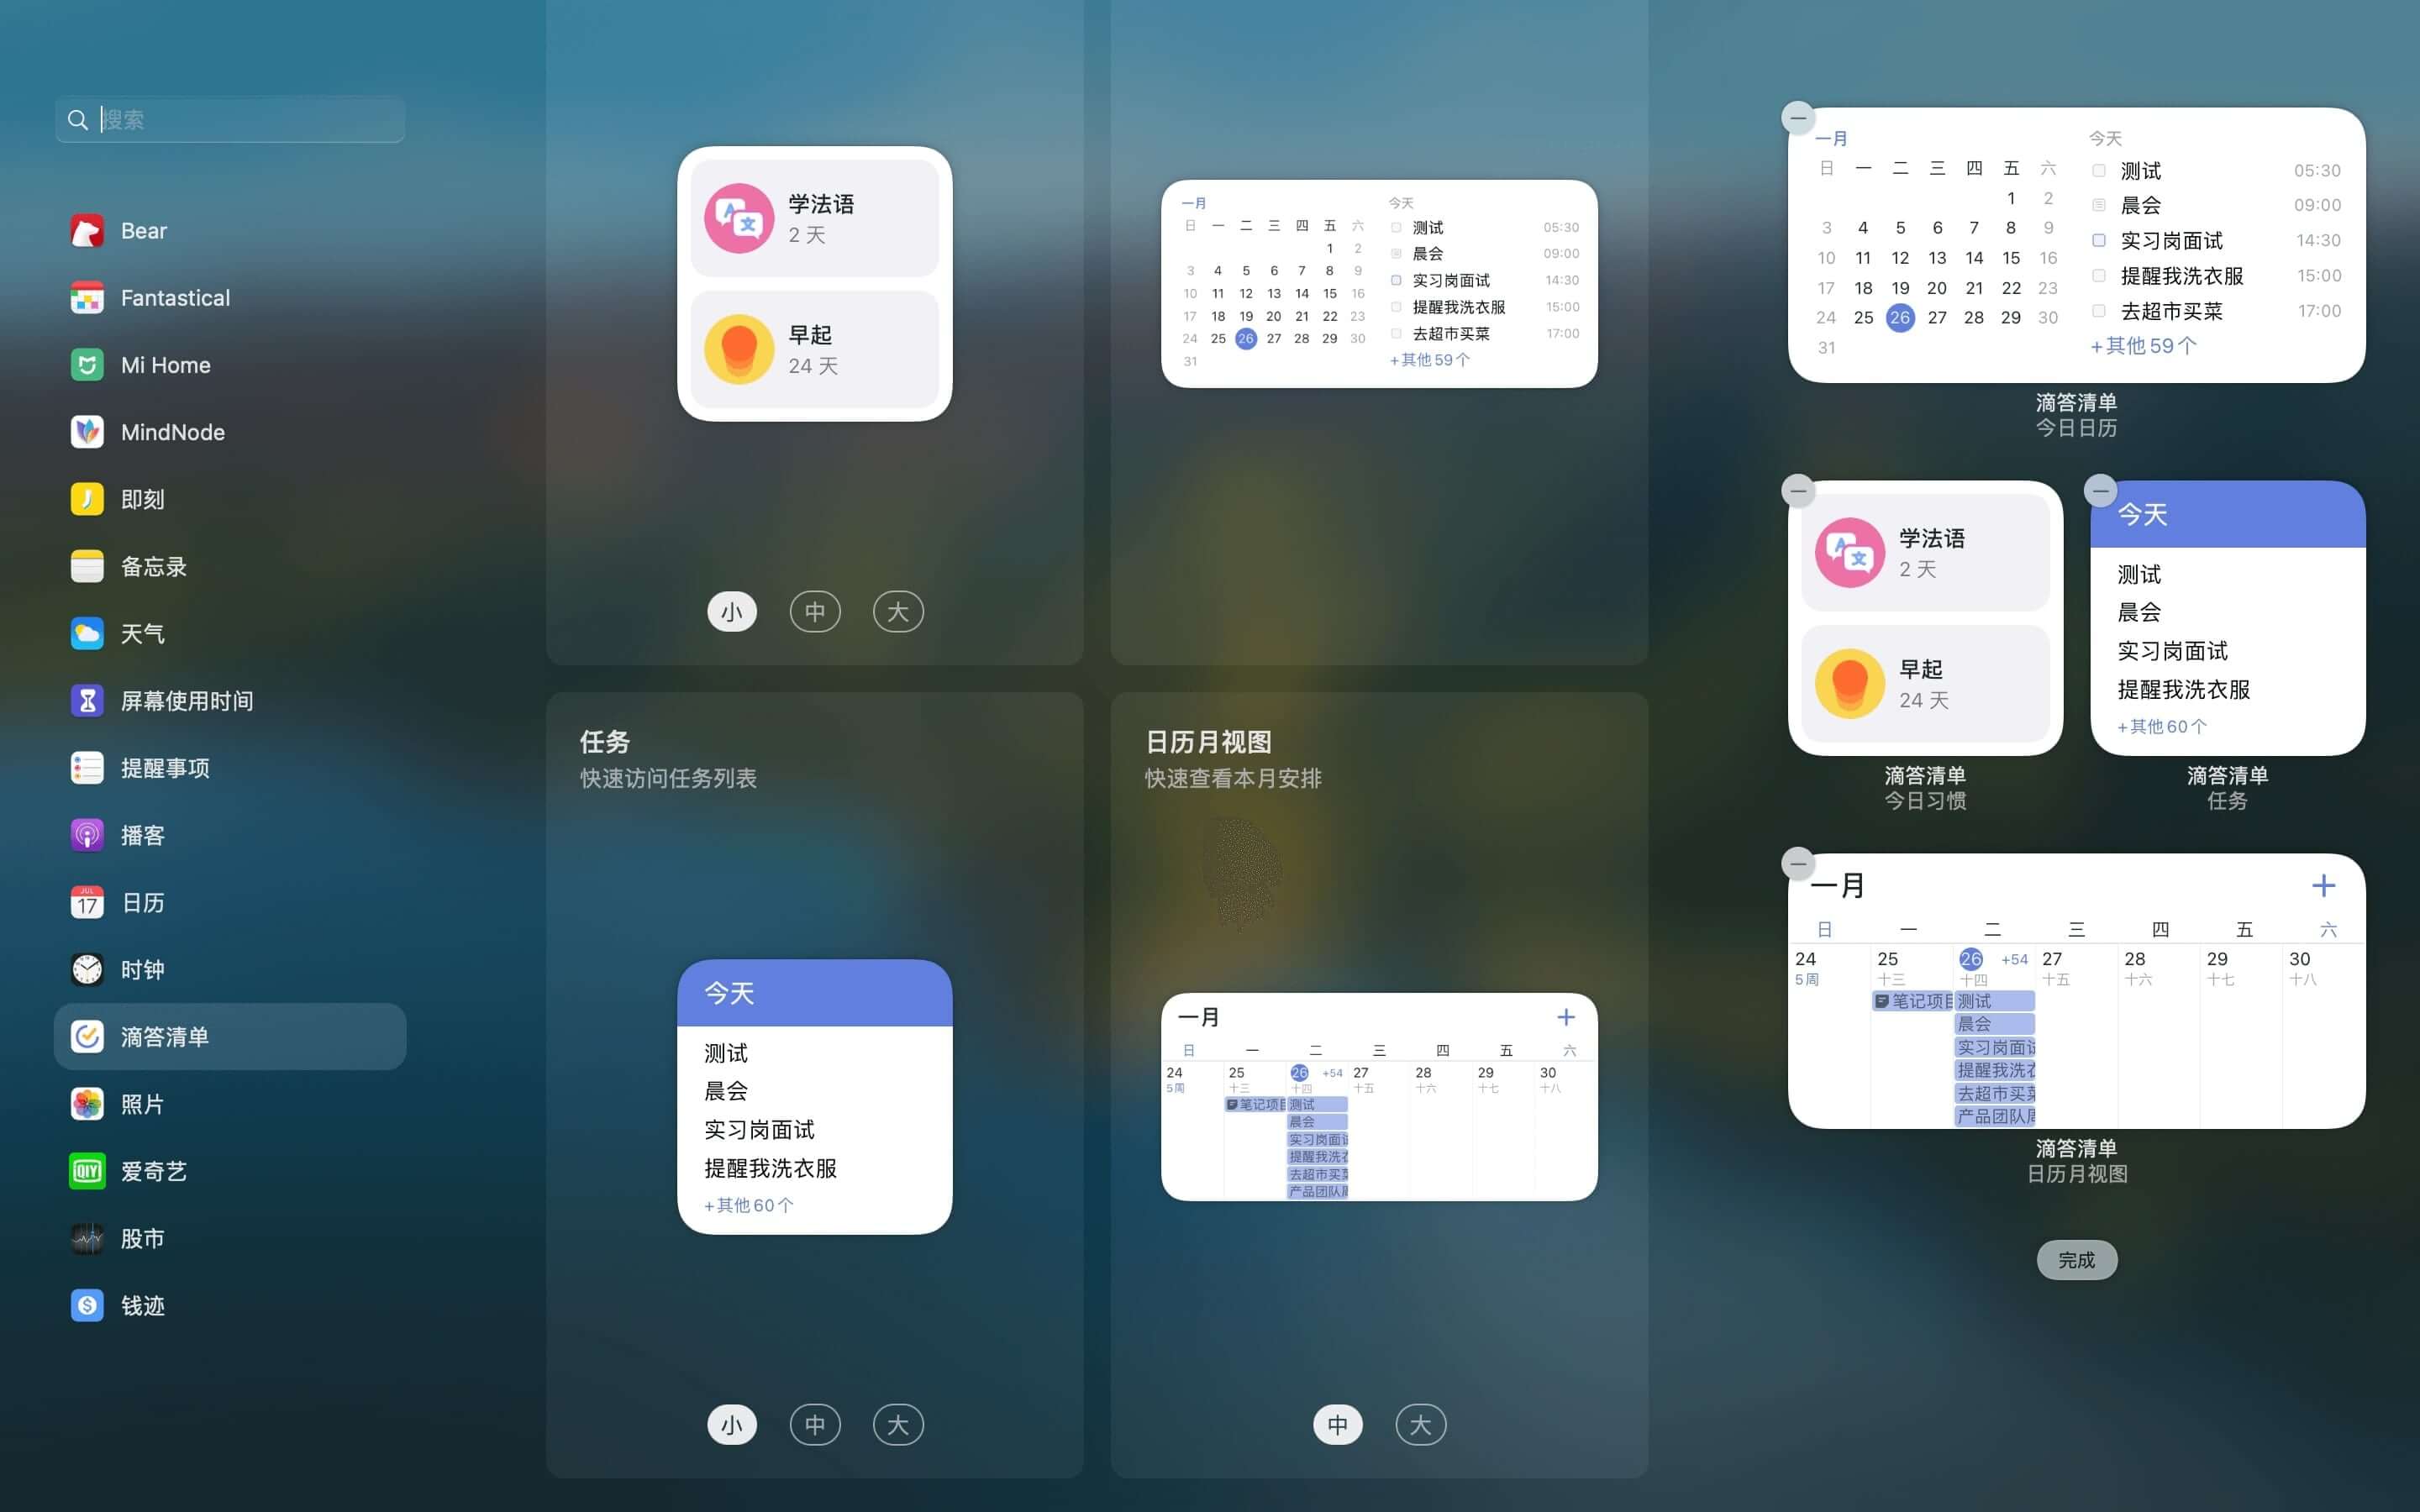 搜索
Bear
Fantastical
Mi Home
MindNode
即刻
备忘录
天气
屏幕使用时间
提醒事项
播客
JUL
17
日历
时钟
滴答清单
照片
QIY
爱奇艺
股市
钱迹
A
文
学法语
2 天
早起
24 天
小 中 大
一月
日 一 二 三 四 五 六
1 2
3 4 5 6 7 8 9
10 11 12 13 14 15 16
17 18 19 20 21 22 23
24 25 26 27 28 29 30
31
今天
测试 05:30
晨会 09:00
实习岗面试 14:30
提醒我洗衣服 15:00
去超市买菜 17:00
+其他59个
任务
快速访问任务列表
今天
测试
晨会
实习岗面试
提醒我洗衣服
+其他60个
小 中 大
日历月视图
快速查看本月安排
一月 +
日 一 二 三 四 五 六
24 25 26 +54 27 28 29 30
5周 十三 十四 十五 十六 十七 十八
笔记项目 测试
晨会
实习岗面试
提醒我洗衣
去超市买菜
产品团队周
中 大
一月
日 一 二 三 四 五 六
1 2
3 4 5 6 7 8 9
10 11 12 13 14 15 16
17 18 19 20 21 22 23
24 25 26 27 28 29 30
31
今天
测试 05:30
晨会 09:00
实习岗面试 14:30
提醒我洗衣服 15:00
去超市买菜 17:00
+其他59个
滴答清单
今日日历
A
文
学法语
2 天
早起
24 天
滴答清单
今日习惯
今天
测试
晨会
实习岗面试
提醒我洗衣服
+其他60个
滴答清单
任务
一月 +
日 一 二 三 四 五 六
24 25 26 +54 27 28 29 30
5周 十三 十四 十五 十六 十七 十八
笔记项目 测试
晨会
实习岗面试
提醒我洗衣
去超市买菜
产品团队周
滴答清单
日历月视图
完成